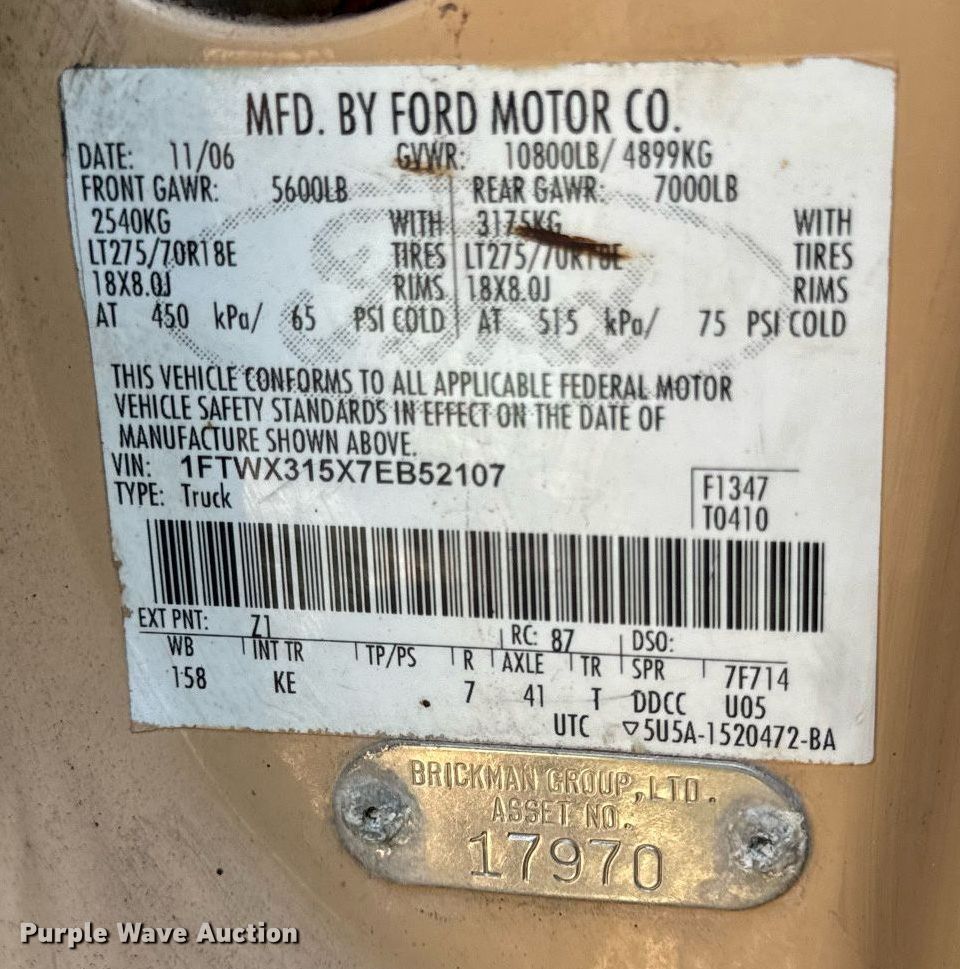 MFD. BY FORD MOTOR CO.
DATE: 11/06 GVWR: 10800LB/ 4899KG
FRONT GAWR: 5600LB REAR GAWR: 7000LB
2540KG WITH 3175KG WITH
LT275/70R18E TIRES LT275/70R18E TIRES
18X8.0J RIMS 18X8.0J RIMS
AT 450 kPa/ 65 PSI COLD AT 515 kPa/ 75 PSI COLD
THIS VEHICLE CONFORMS TO ALL APPLICABLE FEDERAL MOTOR
VEHICLE SAFETY STANDARDS IN EFFECT ON THE DATE OF
MANUFACTURE SHOWN ABOVE.
VIN: 1FTWX315X7EB52107
TYPE: Truck
F1347
T0410
EXT PNT: Z1 RC: 87 DSO:
WB INT TR TP/PS R AXLE TR SPR 7F714
158 KE 7 41 T DDCC U05
UTC ▽5U5A-1520472-BA
BRICKMAN GROUP, LTD.
ASSET NO.
17970
Purple Wave Auction